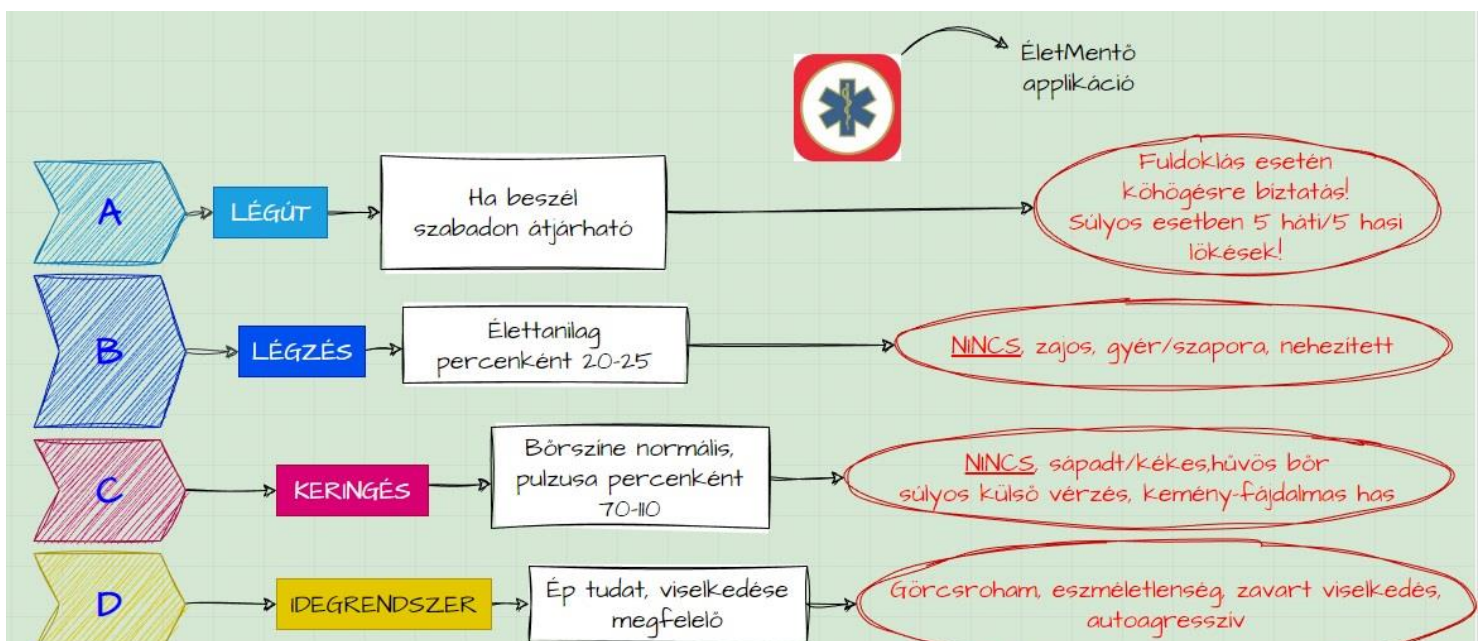 ÉletMentő
applikáció
A
LÉGÚT
Ha beszél
szabadon átjárható
Fuldoklás esetén
köhögésre biztatás!
Súlyos esetben 5 háti/5 hasi
lökések!
B
LÉGZÉS
Élettanilag
percenként 20-25
NINCS, zajos, gyér/szapora, nehezített
C
KERINGÉS
Bőrszíne normális,
pulzusa percenként
70-110
NINCS, sápadt/kékes,hűvös bőr
súlyos külső vérzés, kemény-fájdalmas has
D
IDEGRENDSZER
Ép tudat, viselkedése
megfelelő
Görcsroham, eszméletlenség, zavart viselkedés,
autoagresszív